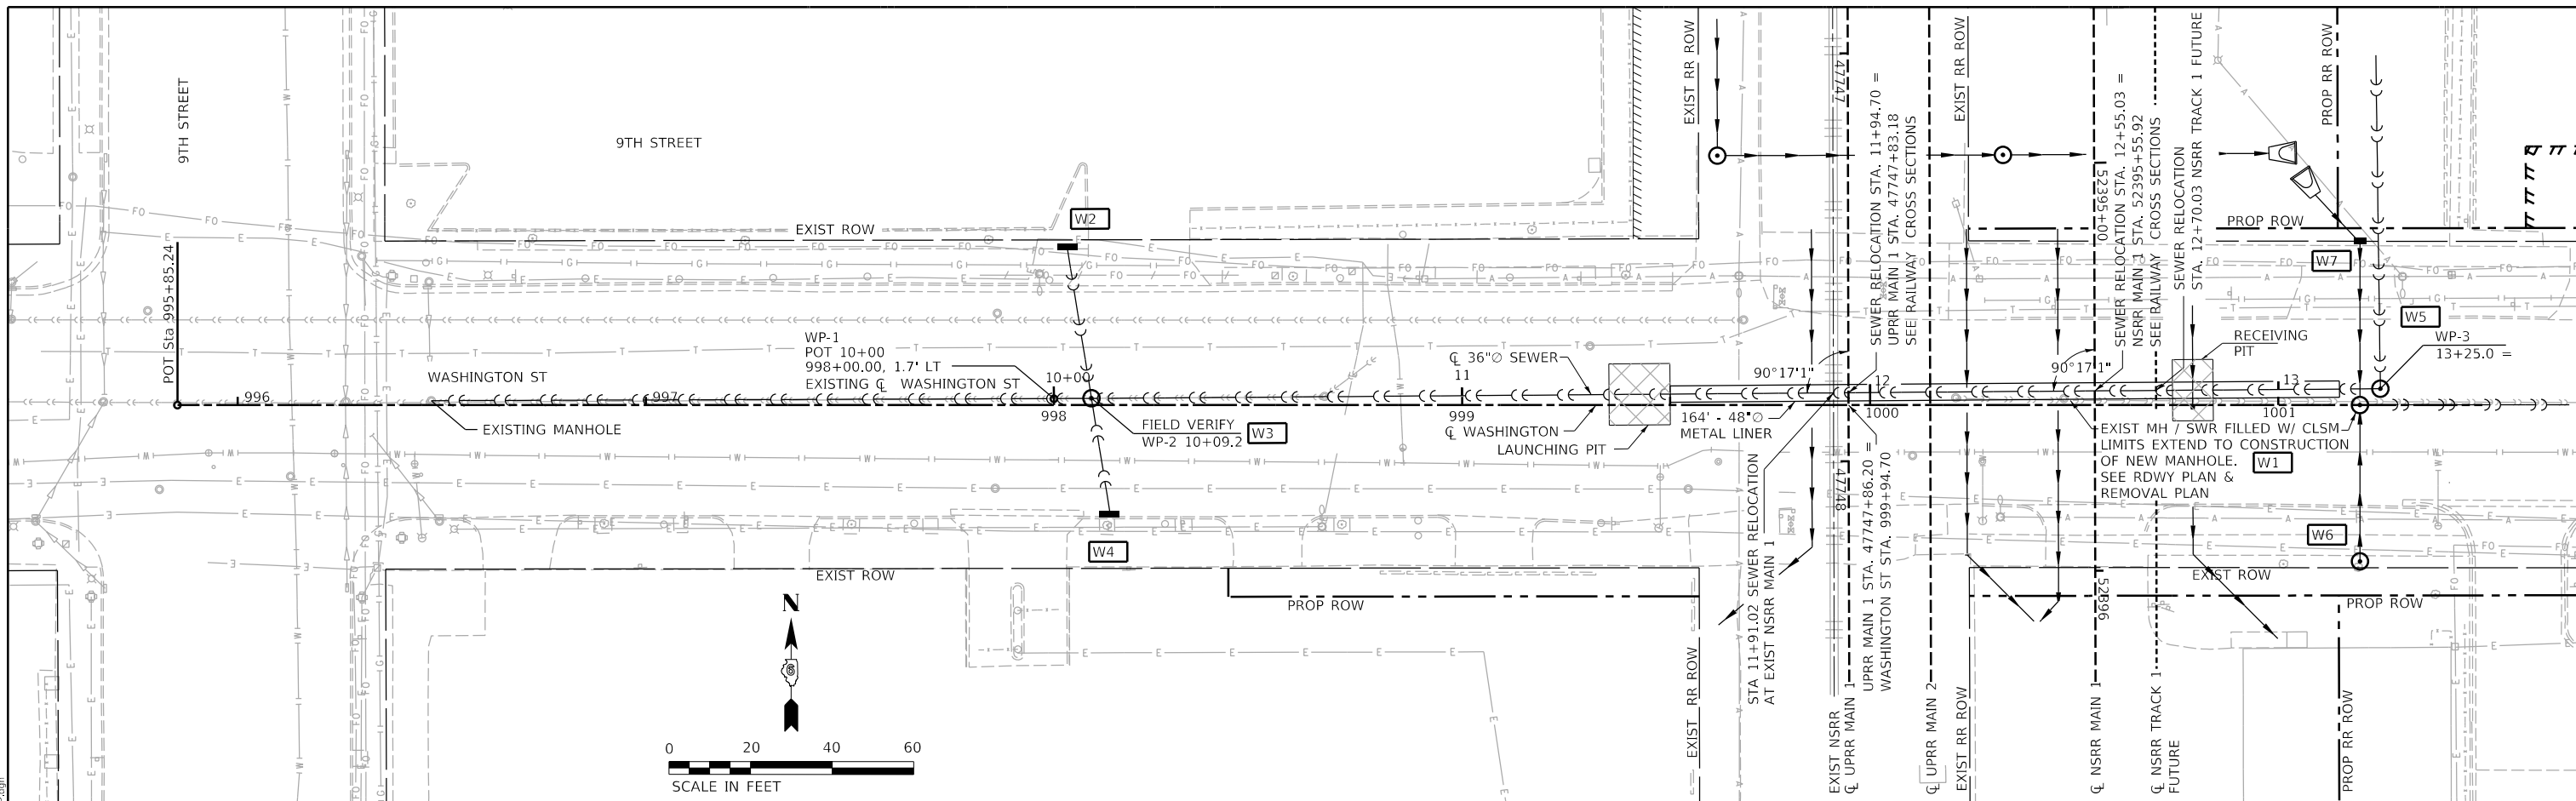 9TH STREET
9TH STREET
POT Sta 995+85.24
996
WASHINGTON ST
997
EXISTING MANHOLE
WP-1
POT 10+00
998+00.00, 1.7' LT
EXISTING ℄ WASHINGTON ST
10+00
998
EXIST ROW
W2
FIELD VERIFY
WP-2 10+09.2
W3
W4
EXIST ROW
PROP ROW
N
0 20 40 60
SCALE IN FEET
℄ 36"∅ SEWER
11
999
℄ WASHINGTON
LAUNCHING PIT
164' - 48"∅
METAL LINER
90°17'1"
12
1000
EXIST RR ROW
EXIST RR ROW
47747
47748
STA 11+91.02 SEWER RELOCATION
AT EXIST NSRR MAIN 1
SEWER RELOCATION STA. 11+94.70 =
UPRR MAIN 1 STA. 47747+83.18
SEE RAILWAY CROSS SECTIONS
UPRR MAIN 1 STA. 47747+86.20 =
WASHINGTON ST STA. 999+94.70
EXIST NSRR
℄ UPRR MAIN 1
℄ UPRR MAIN 2
EXIST RR ROW
EXIST RR ROW
90°17'1"
52395+00
52396
SEWER RELOCATION STA. 12+55.03 =
NSRR MAIN 1 STA. 52395+55.92
SEE RAILWAY CROSS SECTIONS
SEWER RELOCATION
STA. 12+70.03 NSRR TRACK 1 FUTURE
℄ NSRR MAIN 1
℄ NSRR TRACK 1
FUTURE
PROP RR ROW
PROP ROW
W7
W5
RECEIVING
PIT
WP-3
13+25.0 =
13
1001
EXIST MH / SWR FILLED W/ CLSM
LIMITS EXTEND TO CONSTRUCTION
OF NEW MANHOLE.
SEE RDWY PLAN &
REMOVAL PLAN
W1
W6
EXIST ROW
PROP ROW
PROP RR ROW